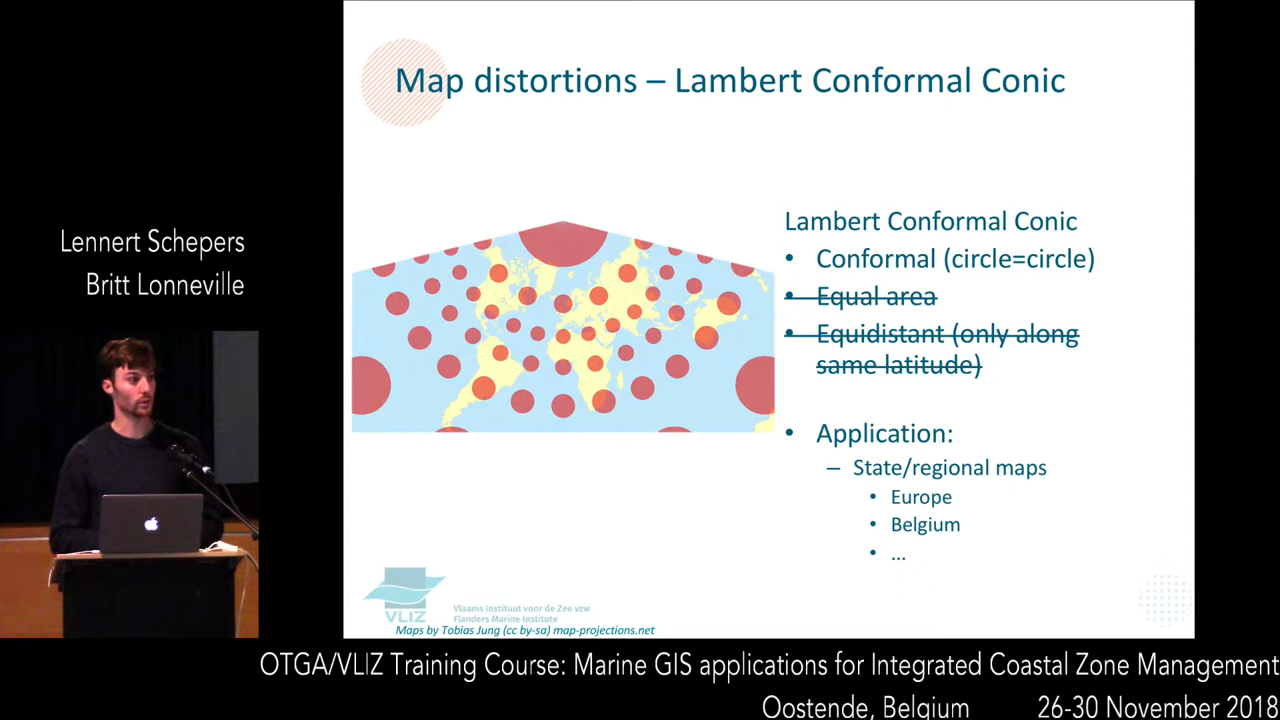 Map distortions – Lambert Conformal Conic
Lennert Schepers
Britt Lonneville
Lambert Conformal Conic
• Conformal (circle=circle)
• Equal area
• Equidistant (only along
same latitude)
• Application:
– State/regional maps
• Europe
• Belgium
• ...
VLIZ
Vlaams Instituut voor de Zee vzw
Flanders Marine Institute
Maps by Tobias Jung (cc by-sa) map-projections.net
OTGA/VLIZ Training Course: Marine GIS applications for Integrated Coastal Zone Management
Oostende, Belgium 26-30 November 2018